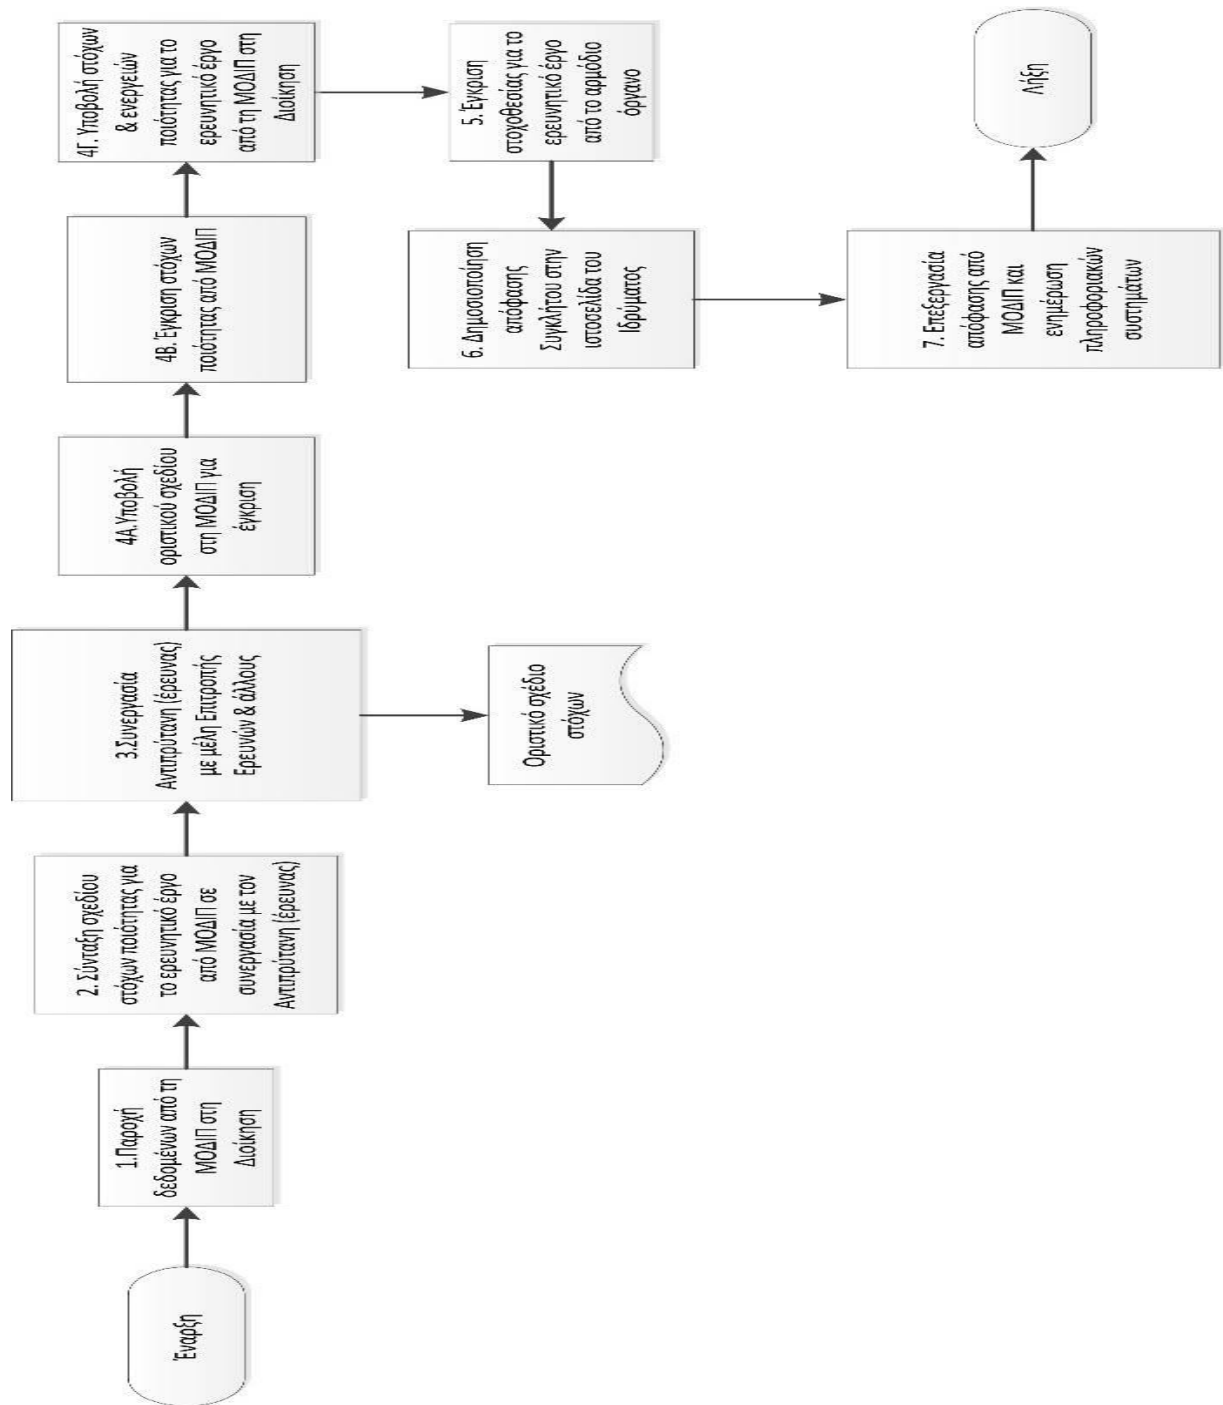 Έναρξη
1.Παροχή
δεδομένων από τη
ΜΟΔΙΠ στη
Διοίκηση
2. Σύνταξη σχεδίου
στόχων ποιότητας για
το ερευνητικό έργο
από ΜΟΔΙΠ σε
συνεργασία με τον
Αντιπρύτανη (έρευνας)
3.Συνεργασία
Αντιπρύτανη (έρευνας)
με μέλη Επιτροπής
Ερευνών & άλλους
Οριστικό σχέδιο
στόχων
4Α.Υποβολή
οριστικού σχεδίου
στη ΜΟΔΙΠ για
έγκριση
4Β. Έγκριση στόχων
ποιότητας από ΜΟΔΙΠ
4Γ. Υποβολή στόχων
& ενεργειών
ποιότητας για το
ερευνητικό έργο
από τη ΜΟΔΙΠ στη
Διοίκηση
5. Έγκριση
στοχοθεσίας για το
ερευνητικό έργο
από το αρμόδιο
όργανο
6. Δημοσιοποίηση
απόφασης
Συγκλήτου στην
ιστοσελίδα του
Ιδρύματος
7. Επεξεργασία
απόφασης από
ΜΟΔΙΠ και
ενημέρωση
πληροφοριακών
συστημάτων
Λήξη